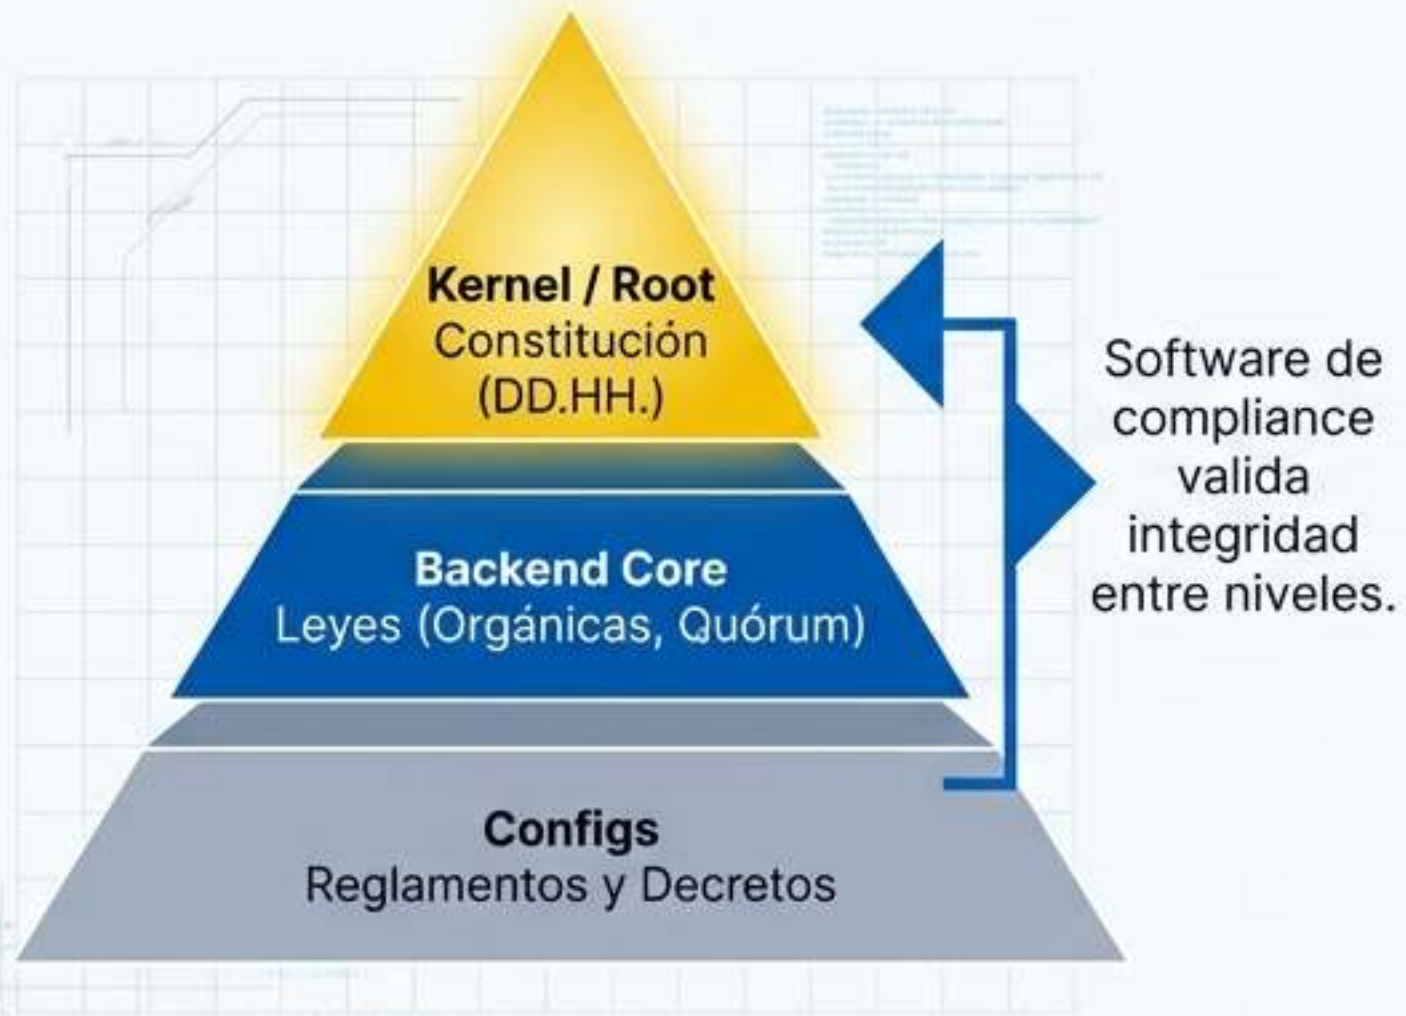 Kernel / Root
Constitución
(DD.HH.)
Backend Core
Leyes (Orgánicas, Quórum)
Configs
Reglamentos y Decretos
Software de
compliance
valida
integridad
entre niveles.